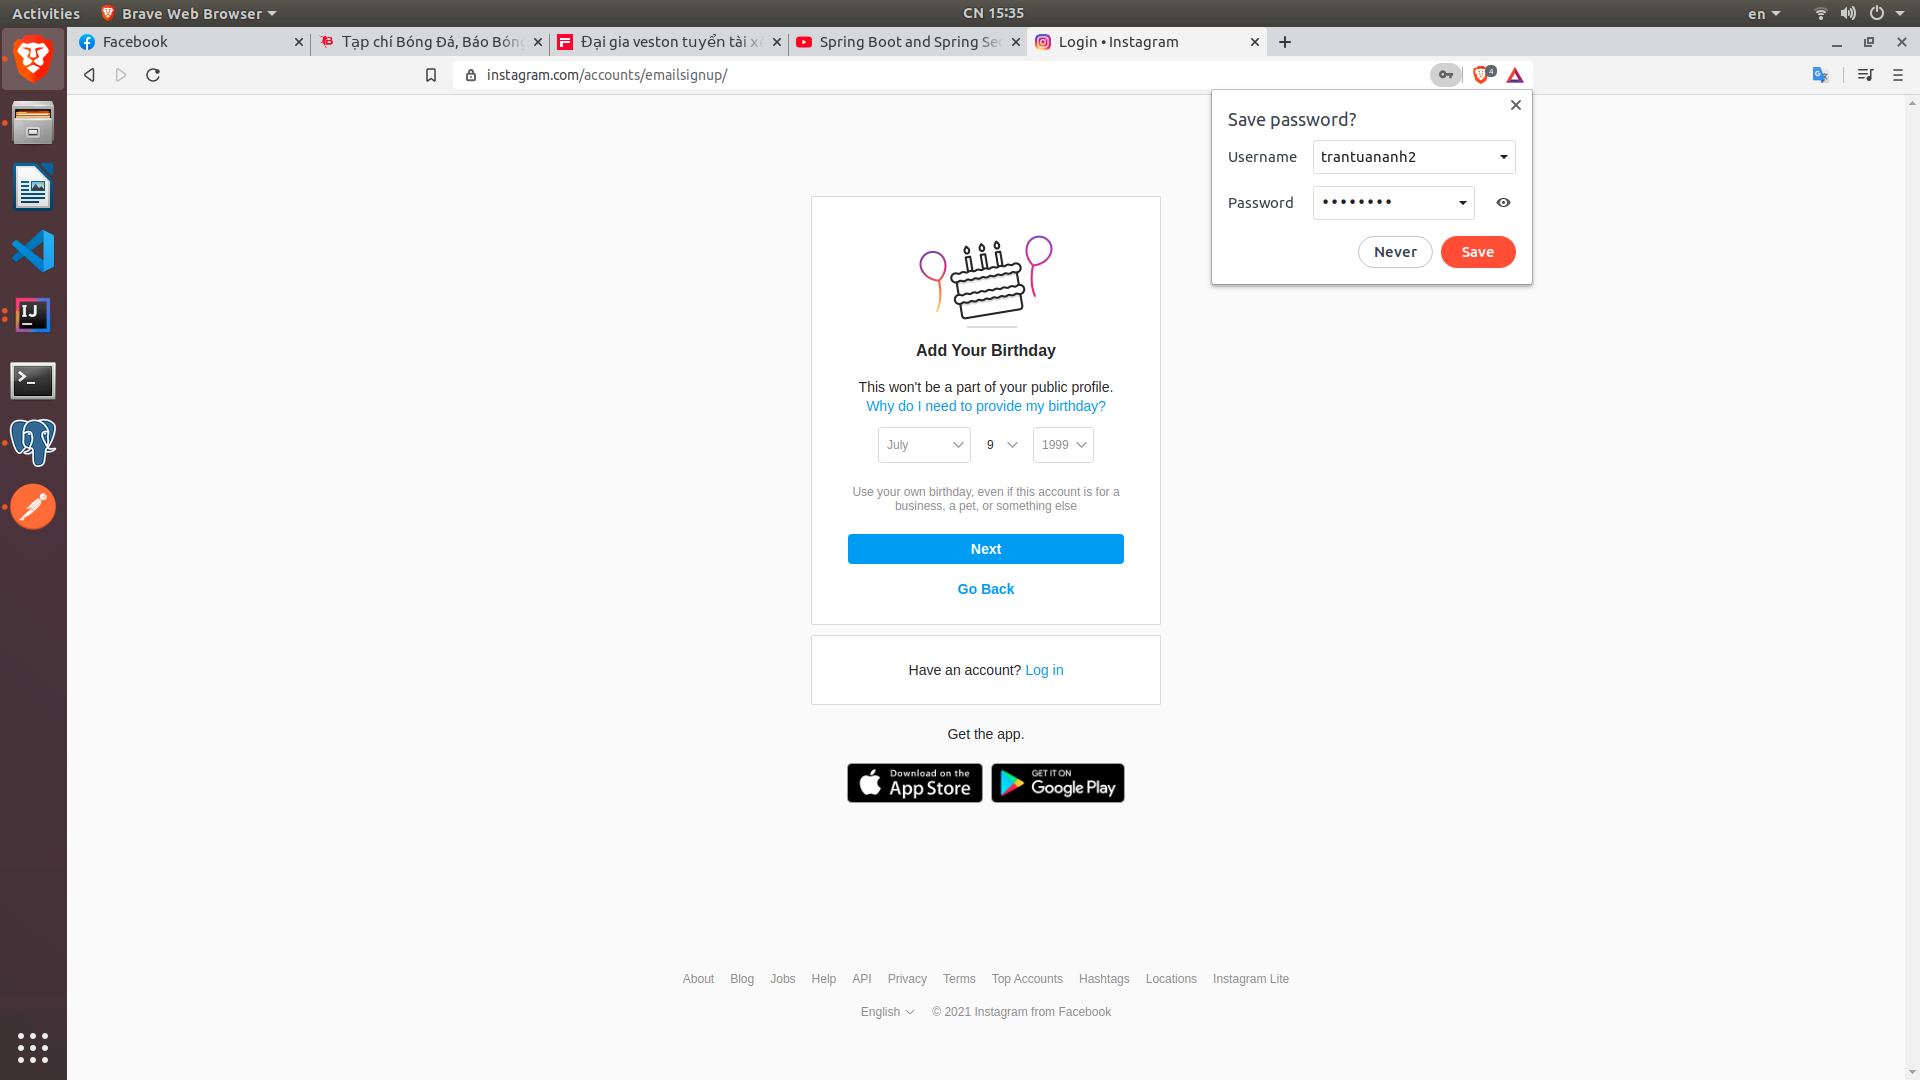 Activities
Brave Web Browser
CN 15:35
en
Facebook
Tạp chí Bóng Đá, Báo Bóng
Đại gia veston tuyển tài xế
Spring Boot and Spring Sec
Login • Instagram
instagram.com/accounts/emailsignup/
4
Save password?
Username
trantuananh2
Password
••••••••
Never
Save
Add Your Birthday
This won't be a part of your public profile.
Why do I need to provide my birthday?
July
9
1999
Use your own birthday, even if this account is for a
business, a pet, or something else
Next
Go Back
Have an account? Log in
Get the app.
Download on the
App Store
GET IT ON
Google Play
About
Blog
Jobs
Help
API
Privacy
Terms
Top Accounts
Hashtags
Locations
Instagram Lite
English
© 2021 Instagram from Facebook
IJ